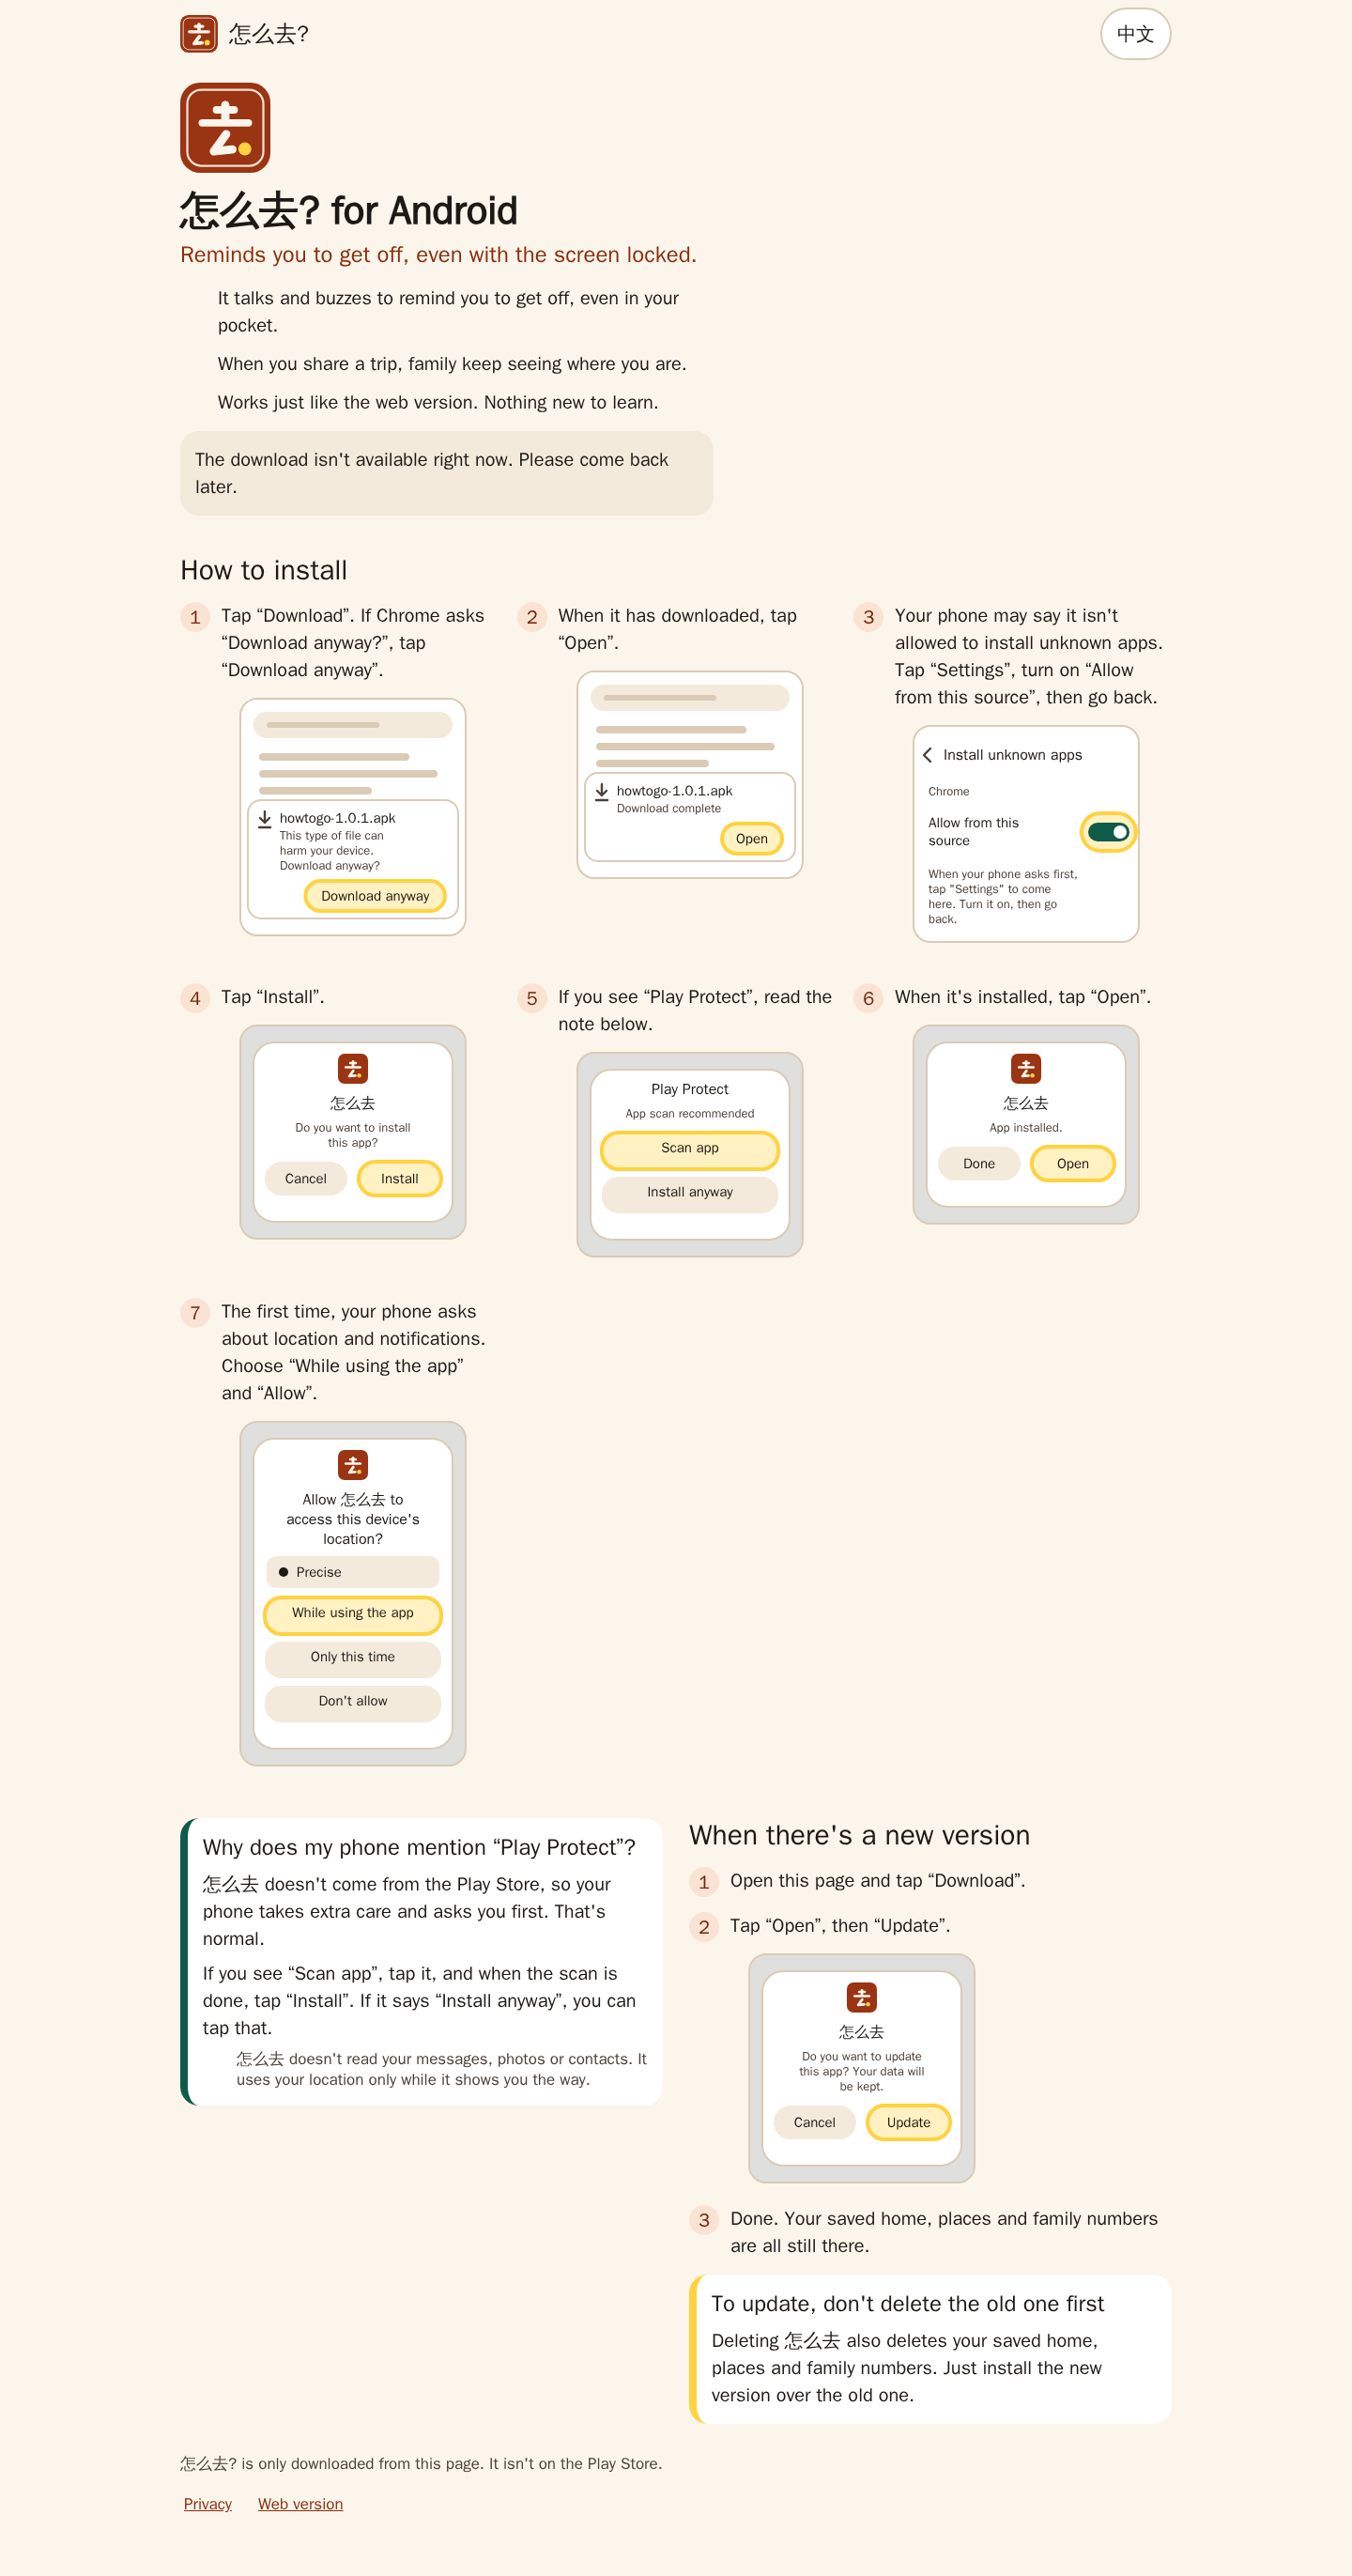 去 怎么去?
中文
去
怎么去? for Android
Reminds you to get off, even with the screen locked.
It talks and buzzes to remind you to get off, even in your
pocket.
When you share a trip, family keep seeing where you are.
Works just like the web version. Nothing new to learn.
The download isn't available right now. Please come back
later.
How to install
1 Tap “Download”. If Chrome asks
“Download anyway?”, tap
“Download anyway”.
howtogo-1.0.1.apk
This type of file can
harm your device.
Download anyway?
Download anyway
2 When it has downloaded, tap
“Open”.
howtogo-1.0.1.apk
Download complete
Open
3 Your phone may say it isn't
allowed to install unknown apps.
Tap “Settings”, turn on “Allow
from this source”, then go back.
Install unknown apps
Chrome
Allow from this
source
When your phone asks first,
tap "Settings" to come
here. Turn it on, then go
back.
4 Tap “Install”.
去
怎么去
Do you want to install
this app?
Cancel Install
5 If you see “Play Protect”, read the
note below.
Play Protect
App scan recommended
Scan app
Install anyway
6 When it's installed, tap “Open”.
去
怎么去
App installed.
Done Open
7 The first time, your phone asks
about location and notifications.
Choose “While using the app”
and “Allow”.
去
Allow 怎么去 to
access this device's
location?
Precise
While using the app
Only this time
Don't allow
Why does my phone mention “Play Protect”?
怎么去 doesn't come from the Play Store, so your
phone takes extra care and asks you first. That's
normal.
If you see “Scan app”, tap it, and when the scan is
done, tap “Install”. If it says “Install anyway”, you can
tap that.
怎么去 doesn't read your messages, photos or contacts. It
uses your location only while it shows you the way.
When there's a new version
1 Open this page and tap “Download”.
2 Tap “Open”, then “Update”.
去
怎么去
Do you want to update
this app? Your data will
be kept.
Cancel Update
3 Done. Your saved home, places and family numbers
are all still there.
To update, don't delete the old one first
Deleting 怎么去 also deletes your saved home,
places and family numbers. Just install the new
version over the old one.
怎么去? is only downloaded from this page. It isn't on the Play Store.
Privacy Web version